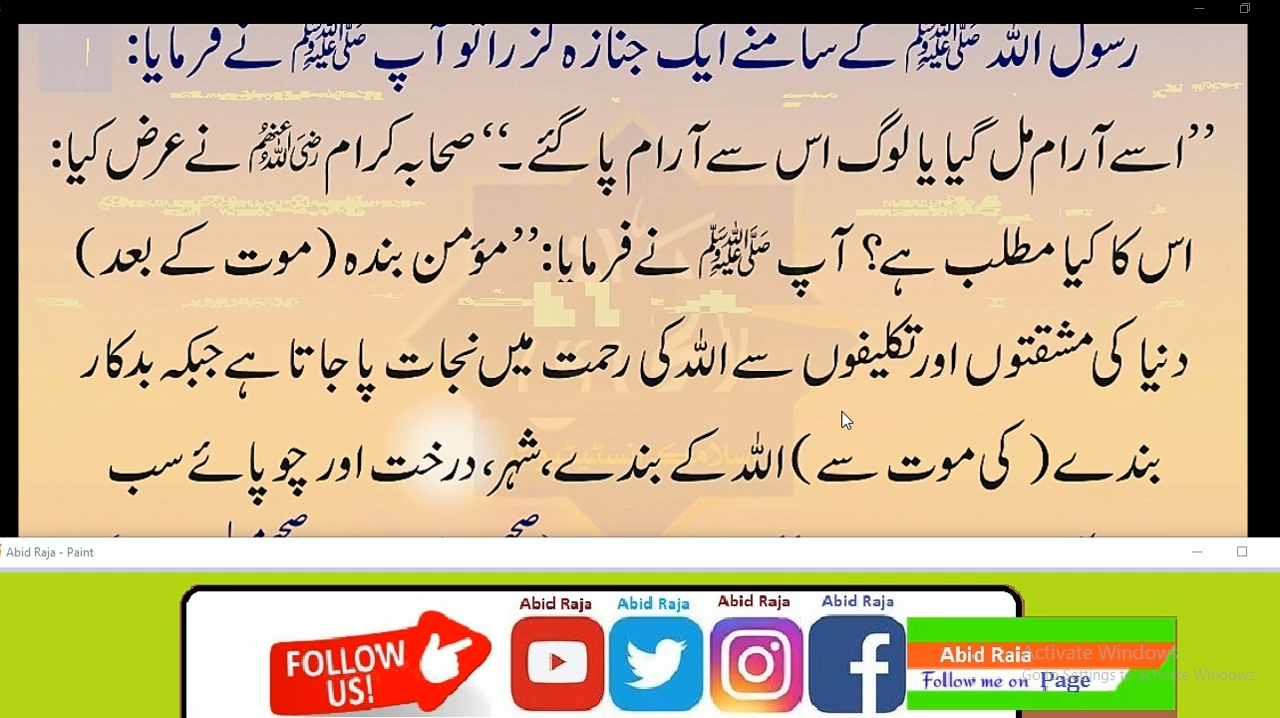 رسول اللہ ﷺ کے سامنے ایک جنازہ گزرا تو آپ ﷺ نے فرمایا:
’’اسے آرام مل گیا یا لوگ اس سے آرام پا گئے۔‘‘ صحابہ کرام رضی اللہ عنہم نے عرض کیا:
اس کا کیا مطلب ہے؟ آپ ﷺ نے فرمایا: ’’مؤمن بندہ (موت کے بعد)
دنیا کی مشقتوں اور تکلیفوں سے اللہ کی رحمت میں نجات پا جاتا ہے جبکہ بدکار
بندے (کی موت سے) اللہ کے بندے، شہر، درخت اور چوپائے سب
Abid Raja - Paint
Abid Raja Abid Raja Abid Raja Abid Raja
FOLLOW
US!
Abid Raja
Follow me on Page
Activate Windows
Go to Settings to activate Windows.